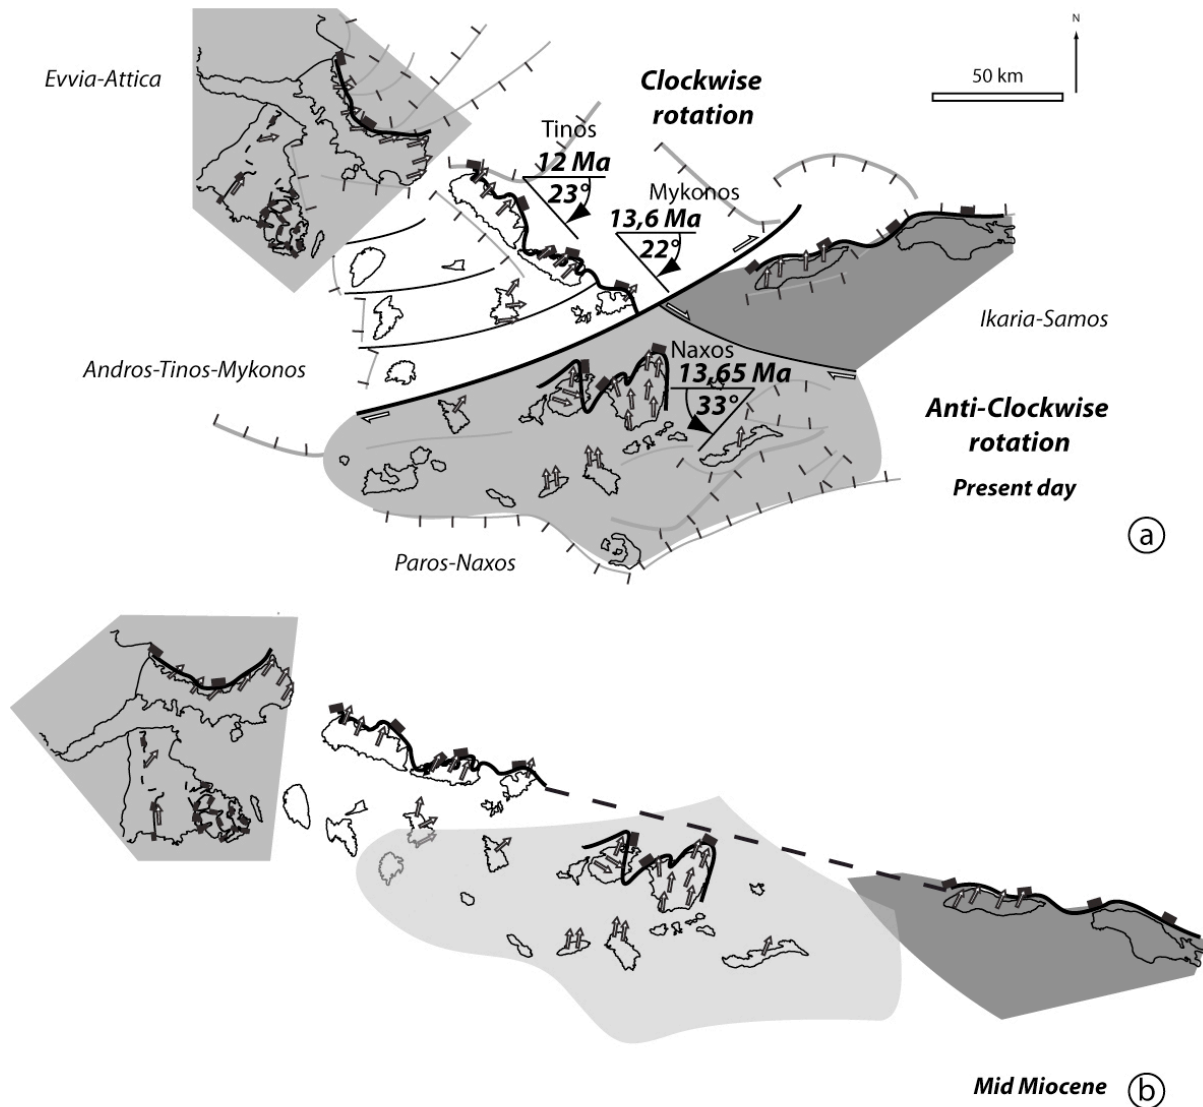 N
Evvia-Attica
50 km
Clockwise
rotation
Tinos
12 Ma
23°
Mykonos
13,6 Ma
22°
Ikaria-Samos
Andros-Tinos-Mykonos
Naxos
13,65 Ma
33°
Anti-Clockwise
rotation
Present day
a
Paros-Naxos
Mid Miocene
b